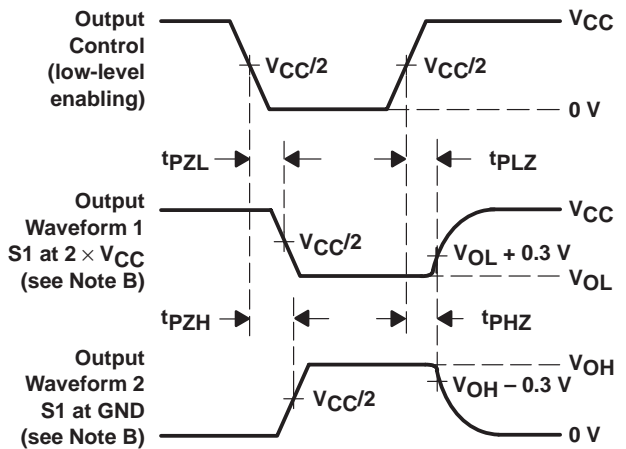 Output
Control
(low-level
enabling)
VCC
VCC/2
VCC/2
0 V
tPZL
tPLZ
Output
Waveform 1
S1 at 2 × VCC
(see Note B)
VCC
VCC/2
VOL + 0.3 V
VOL
tPZH
tPHZ
Output
Waveform 2
S1 at GND
(see Note B)
VOH
VOH – 0.3 V
VCC/2
0 V